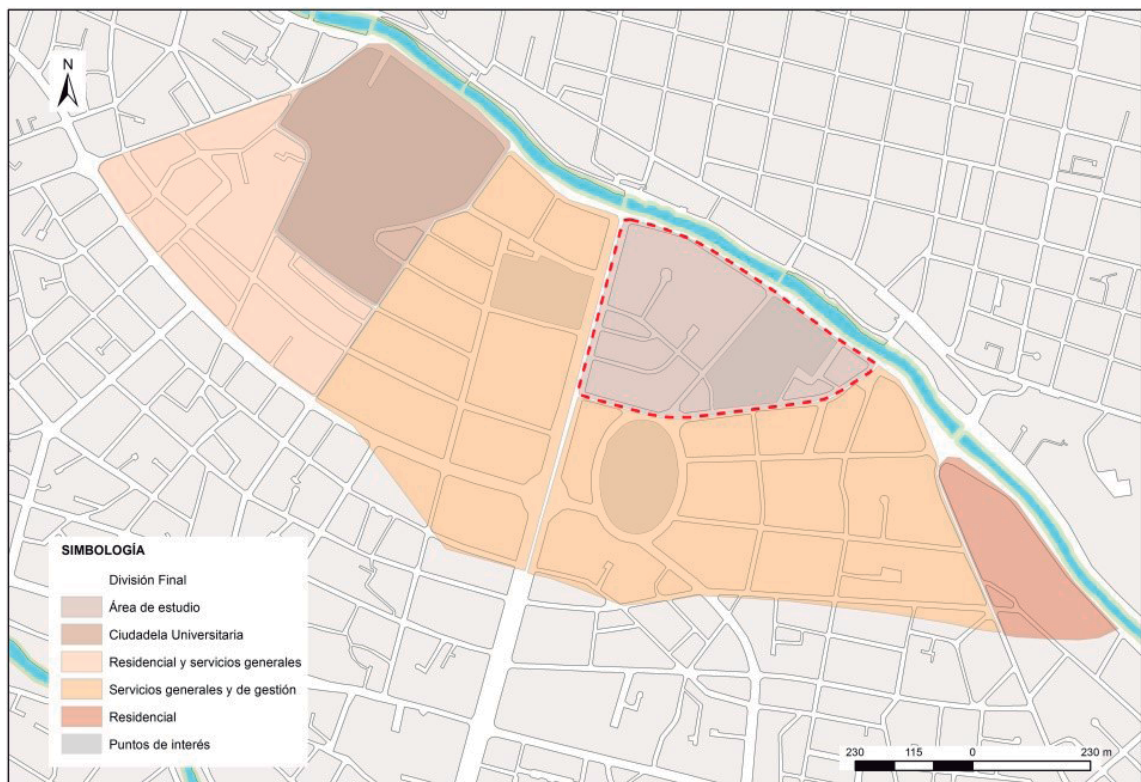 N
SIMBOLOGÍA
División Final
Área de estudio
Ciudadela Universitaria
Residencial y servicios generales
Servicios generales y de gestión
Residencial
Puntos de interés
230 115 0 230 m